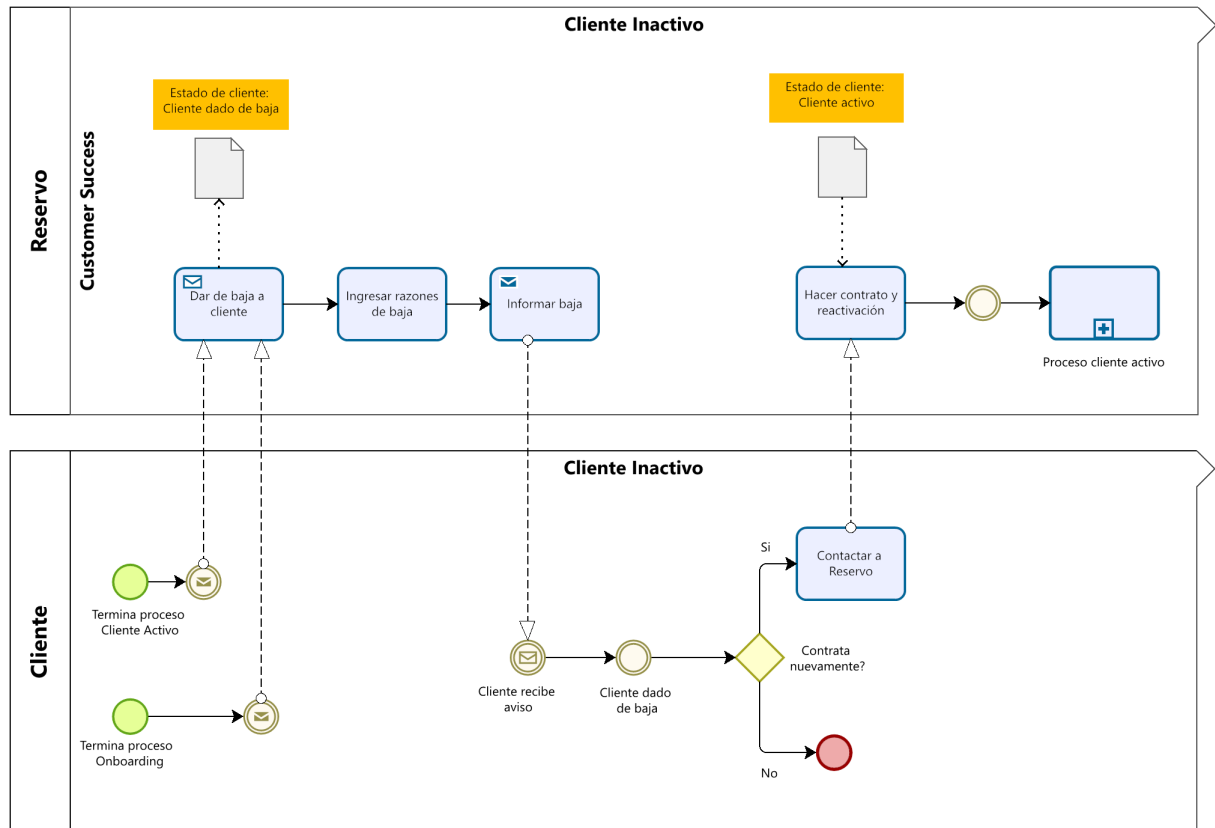 Cliente Inactivo
Reservo
Customer Success
Estado de cliente:
Cliente dado de baja
Estado de cliente:
Cliente activo
Dar de baja a
cliente
Ingresar razones
de baja
Informar baja
Hacer contrato y
reactivación
Proceso cliente activo
Cliente Inactivo
Cliente
Termina proceso
Cliente Activo
Termina proceso
Onboarding
Cliente recibe
aviso
Cliente dado
de baja
Contrata
nuevamente?
Si
Contactar a
Reservo
No